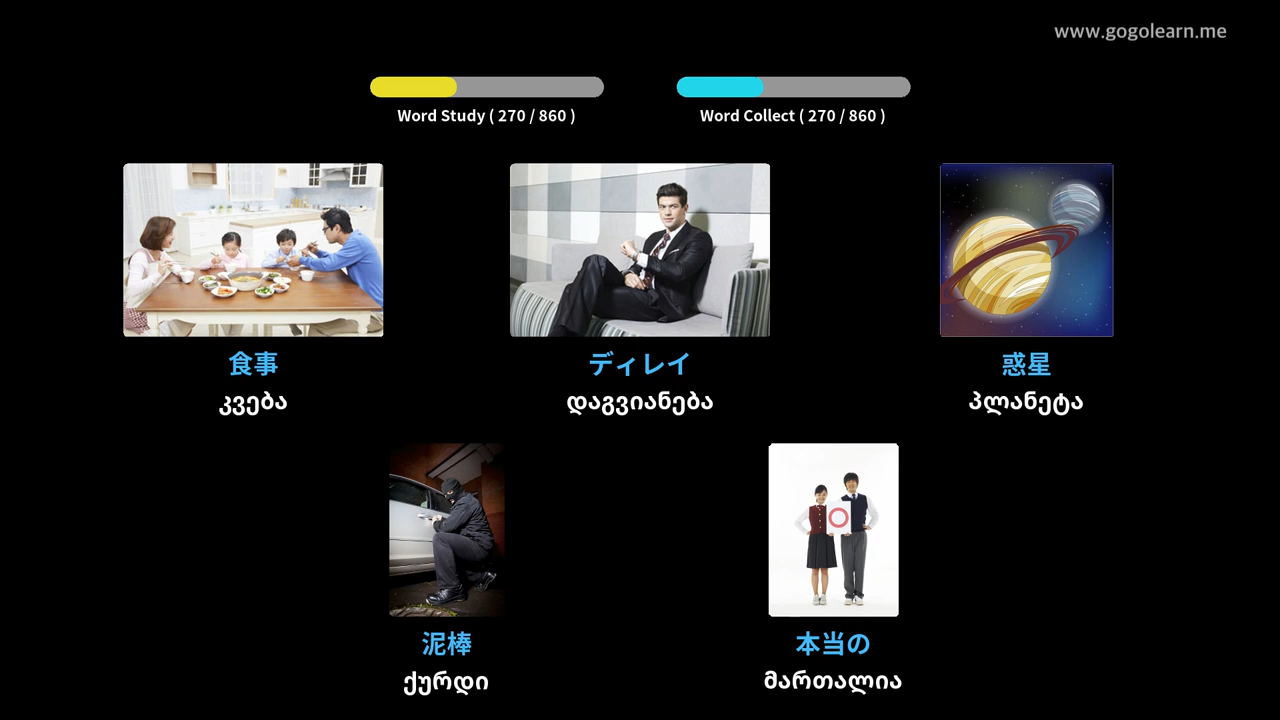 www.gogolearn.me
Word Study ( 270 / 860 )
Word Collect ( 270 / 860 )
食事
კვება
ディレイ
დაგვიანება
惑星
პლანეტა
泥棒
ქურდი
本当の
მართალია